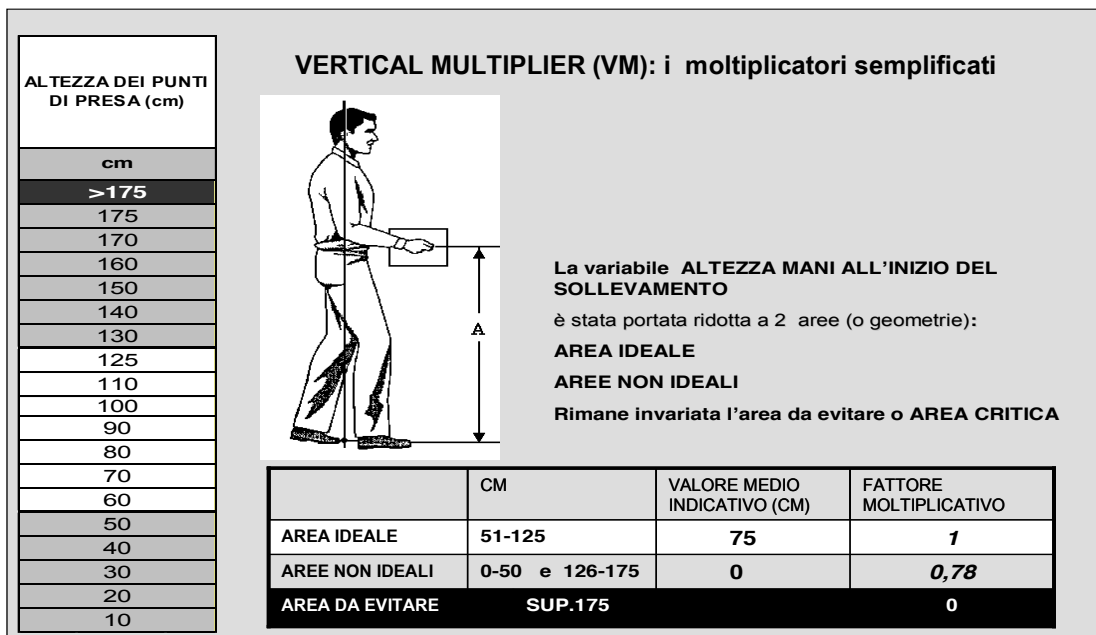 ALTEZZA DEI PUNTI
DI PRESA (cm)
cm
>175
175
170
160
150
140
130
125
110
100
90
80
70
60
50
40
30
20
10
VERTICAL MULTIPLIER (VM): i moltiplicatori semplificati
A
La variabile ALTEZZA MANI ALL'INIZIO DEL
SOLLEVAMENTO
è stata portata ridotta a 2 aree (o geometrie):
AREA IDEALE
AREE NON IDEALI
Rimane invariata l'area da evitare o AREA CRITICA
CM VALORE MEDIO INDICATIVO (CM) FATTORE MOLTIPLICATIVO
AREA IDEALE 51-125 75 1
AREE NON IDEALI 0-50 e 126-175 0 0,78
AREA DA EVITARE SUP.175 0